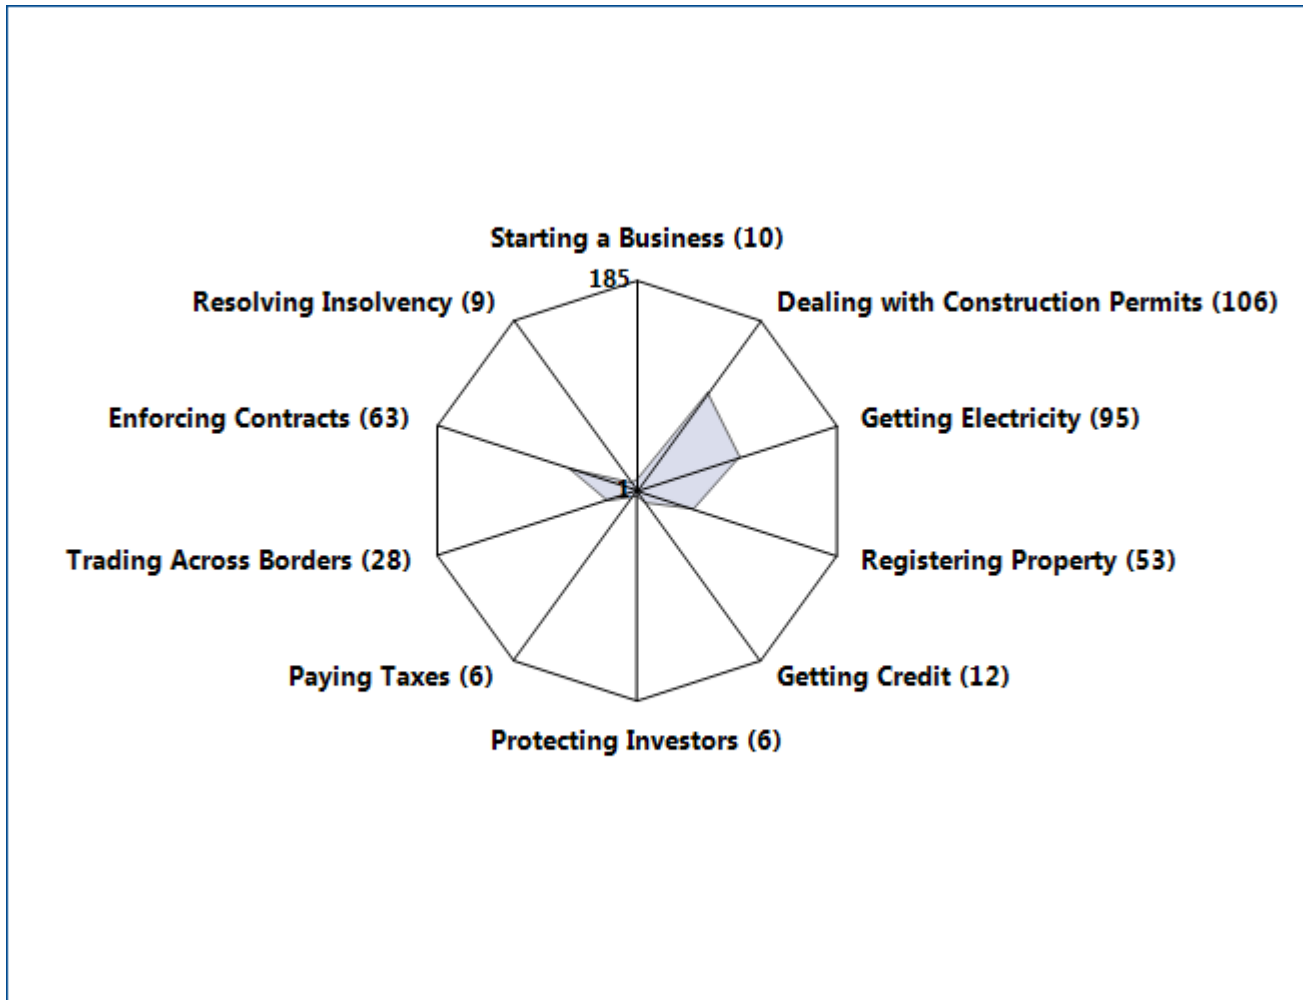 Starting a Business (10)
185
Resolving Insolvency (9)
Dealing with Construction Permits (106)
Enforcing Contracts (63)
Getting Electricity (95)
1
Trading Across Borders (28)
Registering Property (53)
Paying Taxes (6)
Getting Credit (12)
Protecting Investors (6)